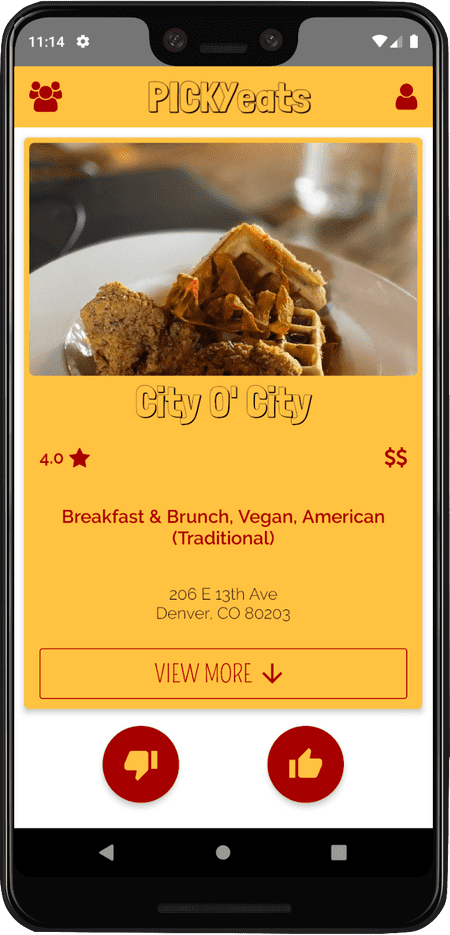 11:14
PICKYeats
City O' City
4.0 $$
Breakfast & Brunch, Vegan, American
(Traditional)
206 E 13th Ave
Denver, CO 80203
VIEW MORE